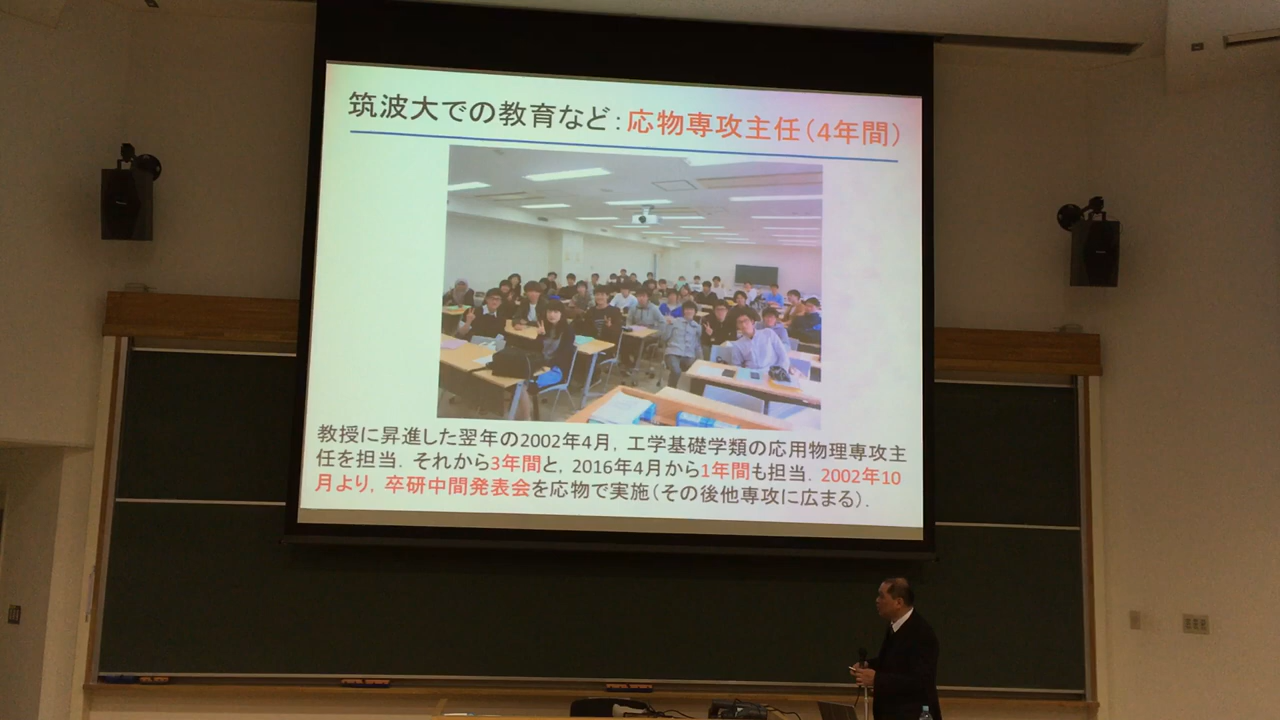 筑波大での教育など：応物専攻主任（4年間）
教授に昇進した翌年の2002年4月，工学基礎学類の応用物理専攻主
任を担当．それから3年間と，2016年4月から1年間も担当．2002年10
月より，卒研中間発表会を応物で実施（その後他専攻に広まる）．